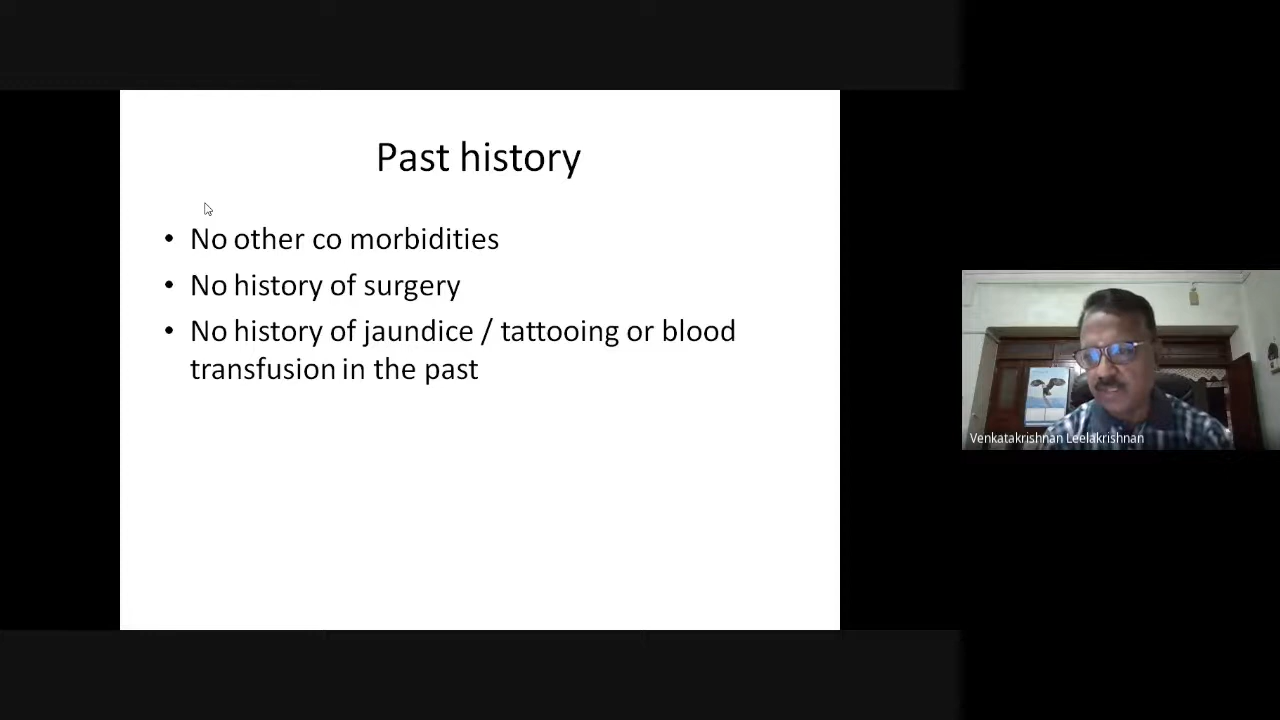 Past history
• No other co morbidities
• No history of surgery
• No history of jaundice / tattooing or blood
transfusion in the past
Venkatakrishnan Leelakrishnan